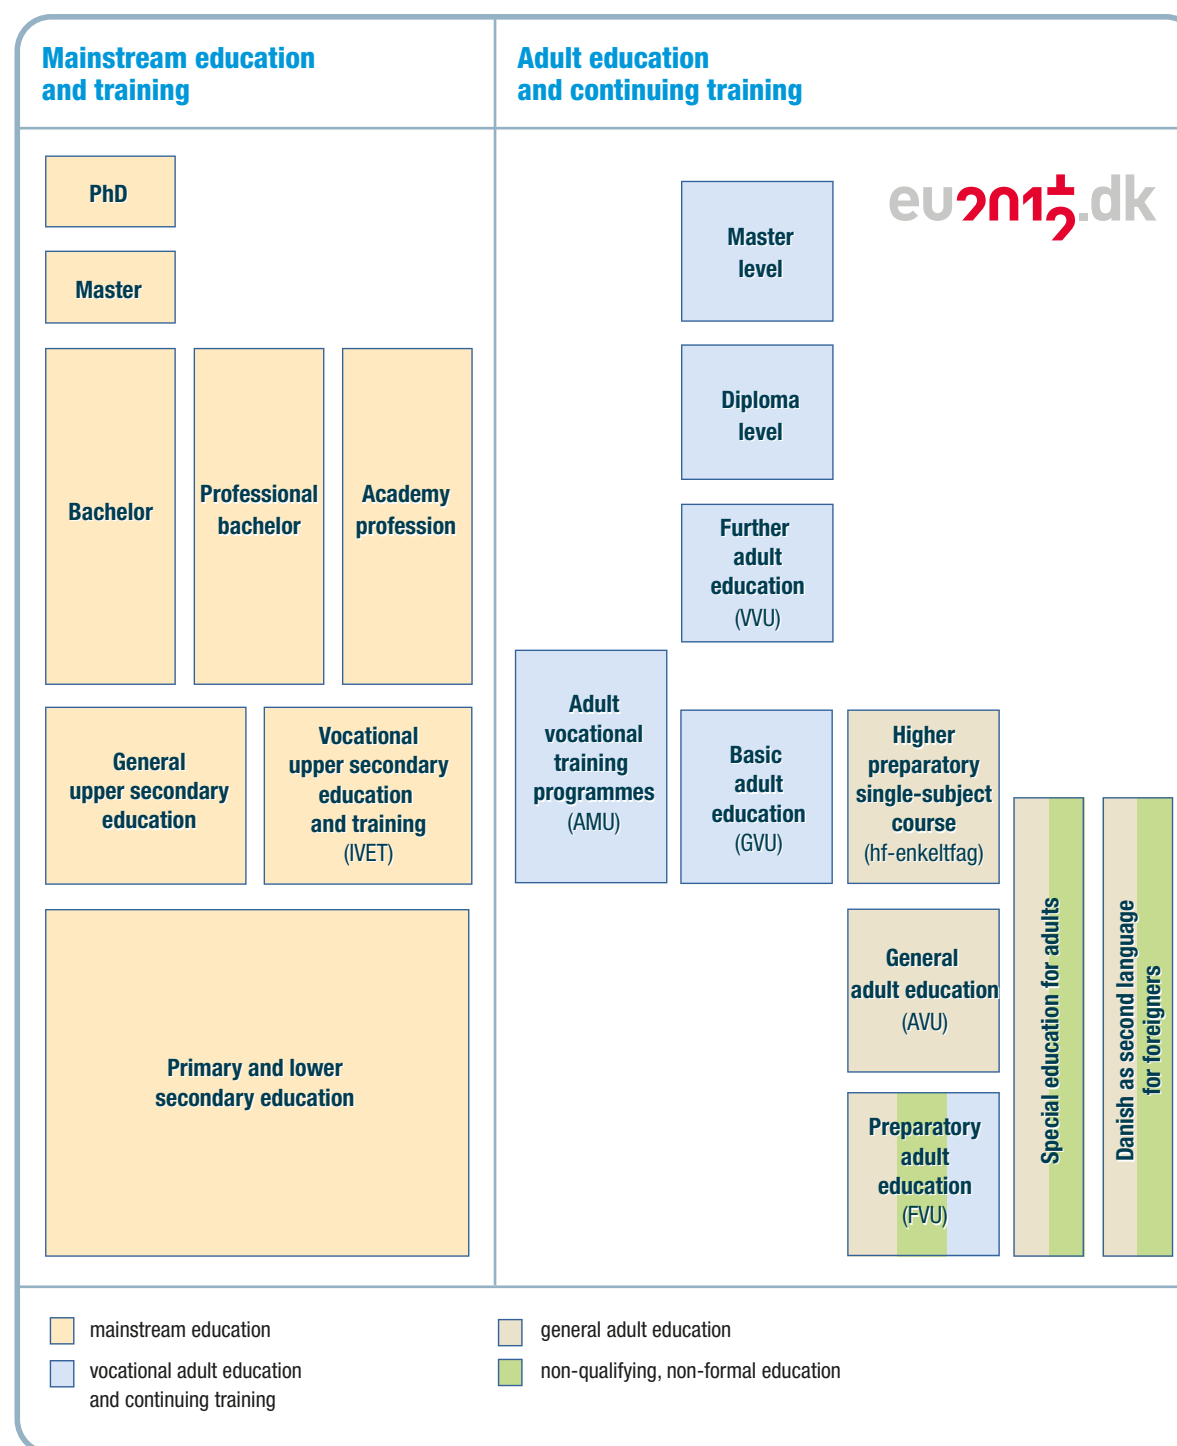 Mainstream education
and training
Adult education
and continuing training
eu2012.dk
PhD
Master
Bachelor
Professional
bachelor
Academy
profession
General
upper secondary
education
Vocational
upper secondary
education
and training
(IVET)
Primary and lower
secondary education
Master
level
Diploma
level
Further
adult
education
(VVU)
Adult
vocational
training
programmes
(AMU)
Basic
adult
education
(GVU)
Higher
preparatory
single-subject
course
(hf-enkeltfag)
General
adult education
(AVU)
Preparatory
adult
education
(FVU)
Special education for adults
Danish as second language
for foreigners
mainstream education
vocational adult education
and continuing training
general adult education
non-qualifying, non-formal education